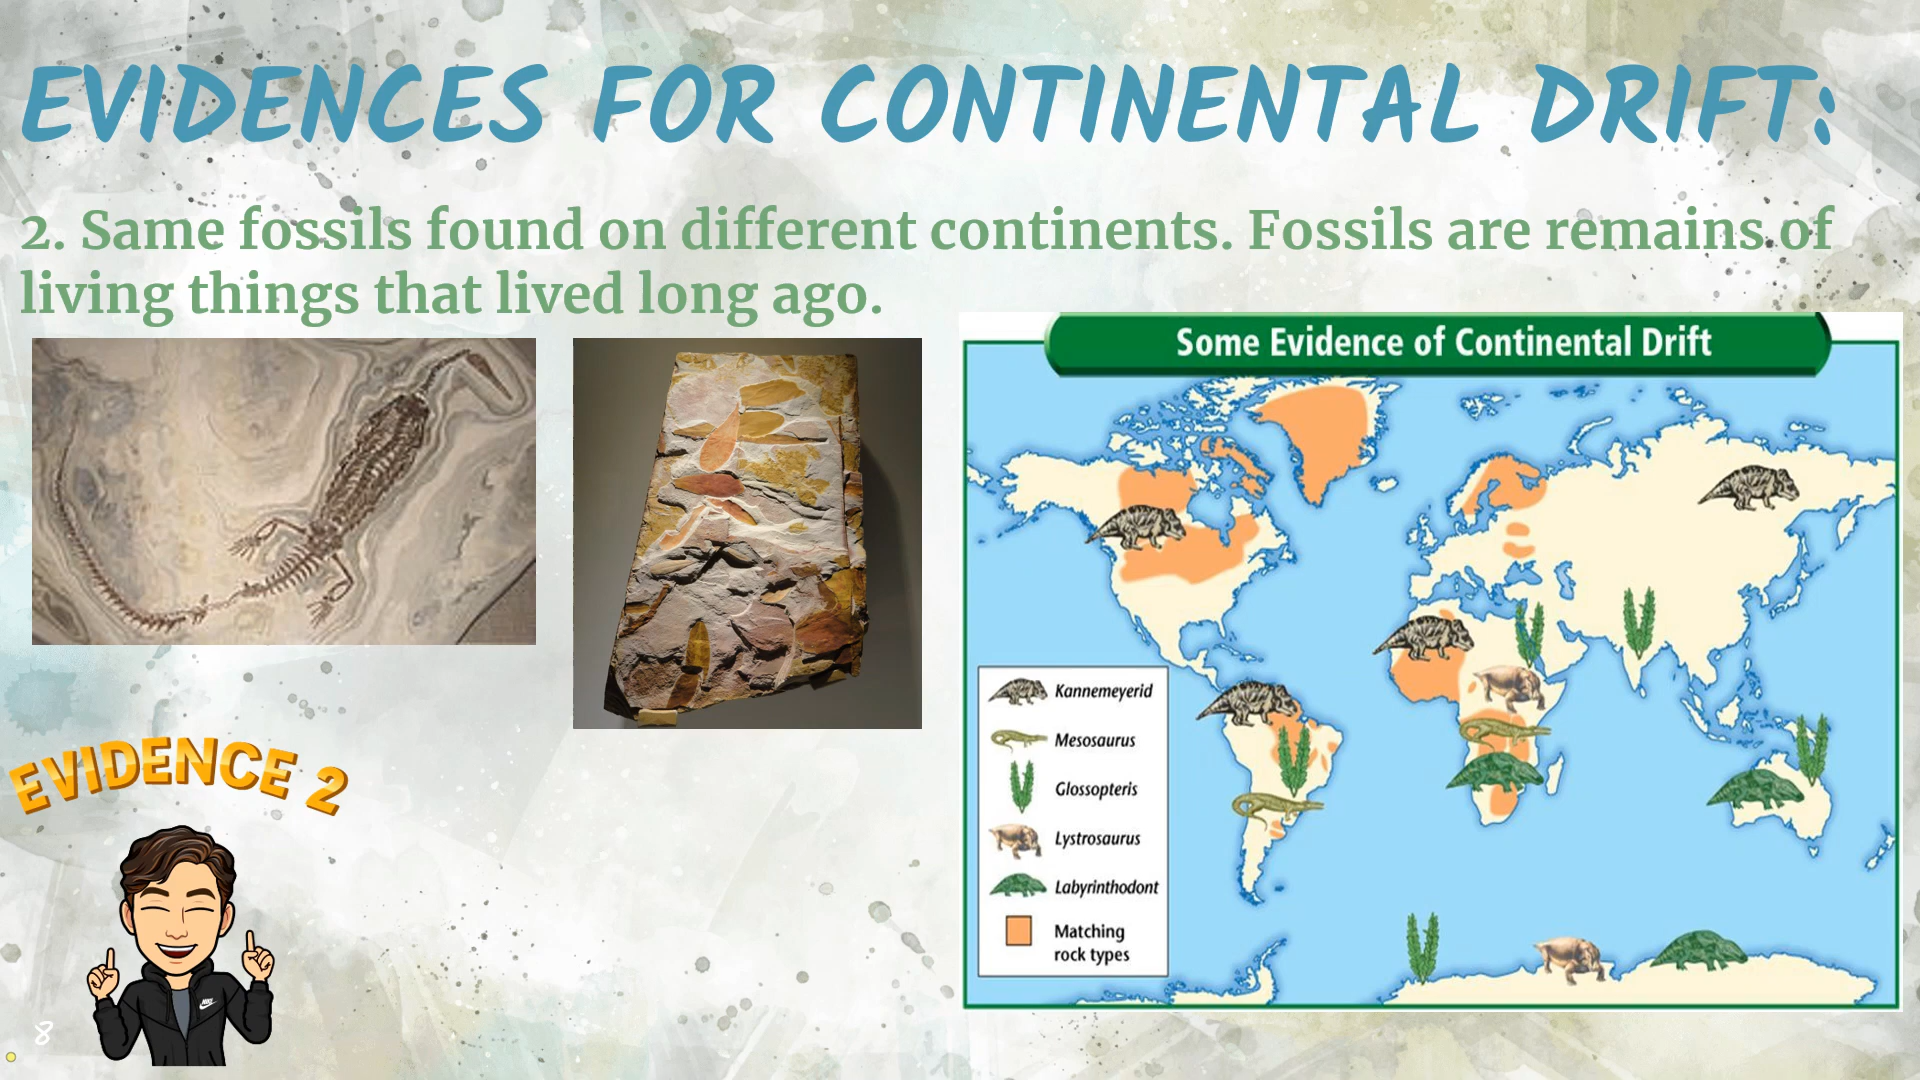 EVIDENCES FOR CONTINENTAL DRIFT:
2. Same fossils found on different continents. Fossils are remains of
living things that lived long ago.
Some Evidence of Continental Drift
Kannemeyerid
Mesosaurus
Glossopteris
Lystrosaurus
Labyrinthodont
Matching
rock types
EVIDENCE 2
NIKE
8